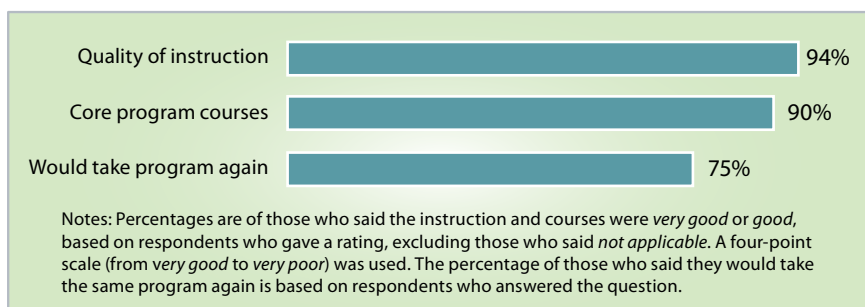 Quality of instruction 94%
Core program courses 90%
Would take program again 75%
Notes: Percentages are of those who said the instruction and courses were very good or good,
based on respondents who gave a rating, excluding those who said not applicable. A four-point
scale (from very good to very poor) was used. The percentage of those who said they would take
the same program again is based on respondents who answered the question.